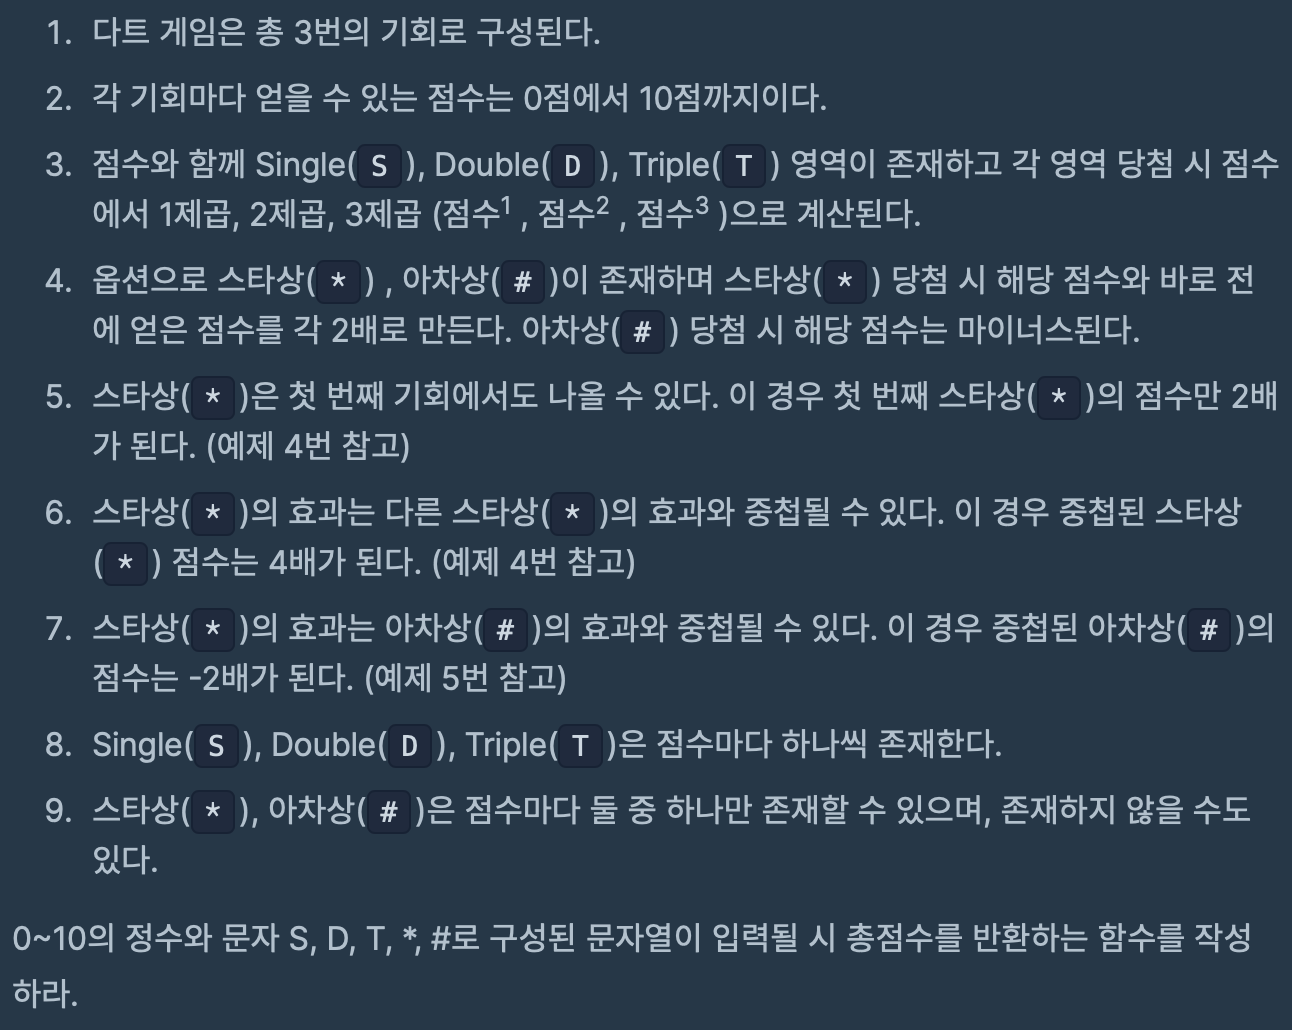 1. 다트 게임은 총 3번의 기회로 구성된다.
2. 각 기회마다 얻을 수 있는 점수는 0점에서 10점까지이다.
3. 점수와 함께 Single(S), Double(D), Triple(T) 영역이 존재하고 각 영역 당첨 시 점수
에서 1제곱, 2제곱, 3제곱 (점수¹ , 점수² , 점수³ )으로 계산된다.
4. 옵션으로 스타상(*) , 아차상(#)이 존재하며 스타상(*) 당첨 시 해당 점수와 바로 전
에 얻은 점수를 각 2배로 만든다. 아차상(#) 당첨 시 해당 점수는 마이너스된다.
5. 스타상(*)은 첫 번째 기회에서도 나올 수 있다. 이 경우 첫 번째 스타상(*)의 점수만 2배
가 된다. (예제 4번 참고)
6. 스타상(*)의 효과는 다른 스타상(*)의 효과와 중첩될 수 있다. 이 경우 중첩된 스타상
(*) 점수는 4배가 된다. (예제 4번 참고)
7. 스타상(*)의 효과는 아차상(#)의 효과와 중첩될 수 있다. 이 경우 중첩된 아차상(#)의
점수는 -2배가 된다. (예제 5번 참고)
8. Single(S), Double(D), Triple(T)은 점수마다 하나씩 존재한다.
9. 스타상(*), 아차상(#)은 점수마다 둘 중 하나만 존재할 수 있으며, 존재하지 않을 수도
있다.
0~10의 정수와 문자 S, D, T, *, #로 구성된 문자열이 입력될 시 총점수를 반환하는 함수를 작성
하라.